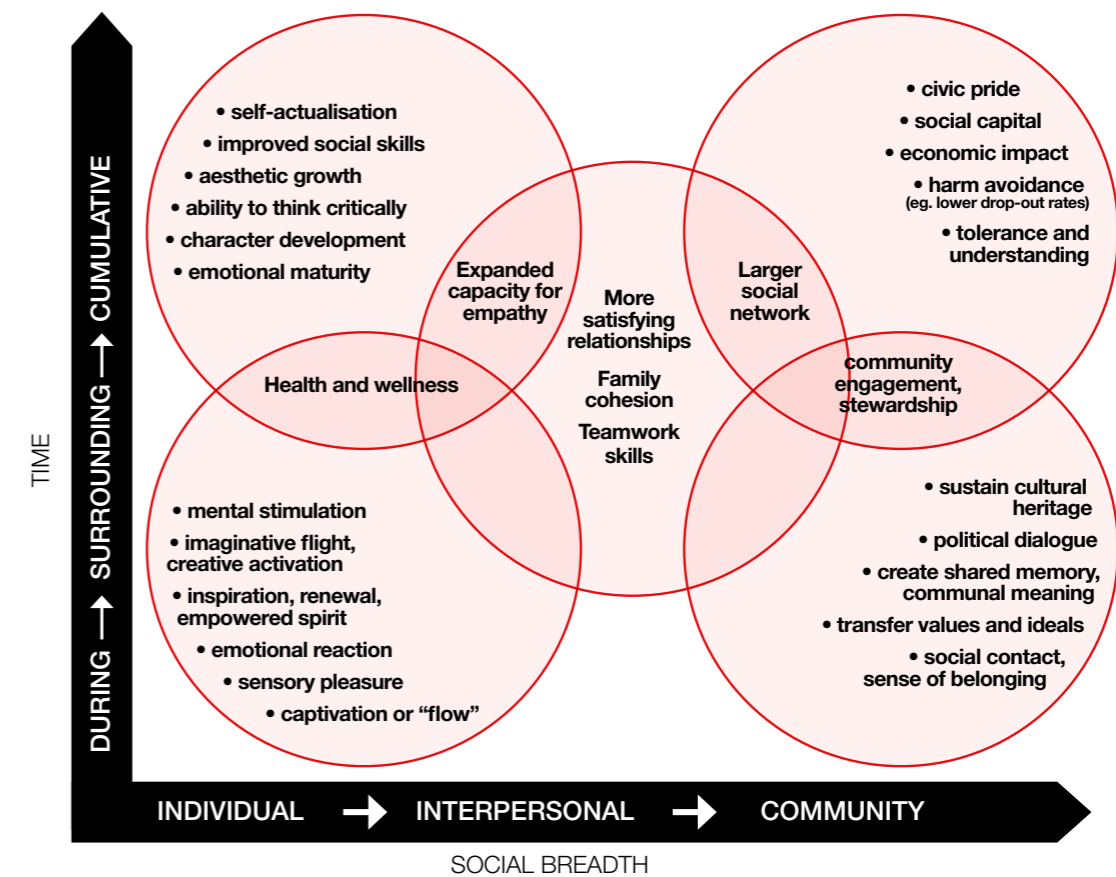 • self-actualisation
• improved social skills
• aesthetic growth
• ability to think critically
• character development
• emotional maturity
• civic pride
• social capital
• economic impact
• harm avoidance
(eg. lower drop-out rates)
• tolerance and
understanding
Expanded
capacity for
empathy
More
satisfying
relationships
Family
cohesion
Teamwork
skills
Larger
social
network
Health and wellness
community
engagement,
stewardship
• mental stimulation
• imaginative flight,
creative activation
• inspiration, renewal,
empowered spirit
• emotional reaction
• sensory pleasure
• captivation or “flow”
• sustain cultural
heritage
• political dialogue
• create shared memory,
communal meaning
• transfer values and ideals
• social contact,
sense of belonging
TIME
DURING → SURROUNDING → CUMULATIVE
INDIVIDUAL → INTERPERSONAL → COMMUNITY
SOCIAL BREADTH